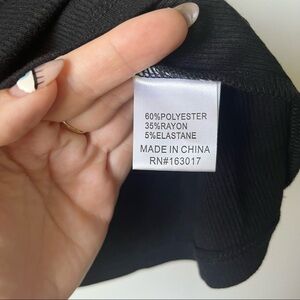 60%POLYESTER
35%RAYON
5%ELASTANE
MADE IN CHINA
RN#163017